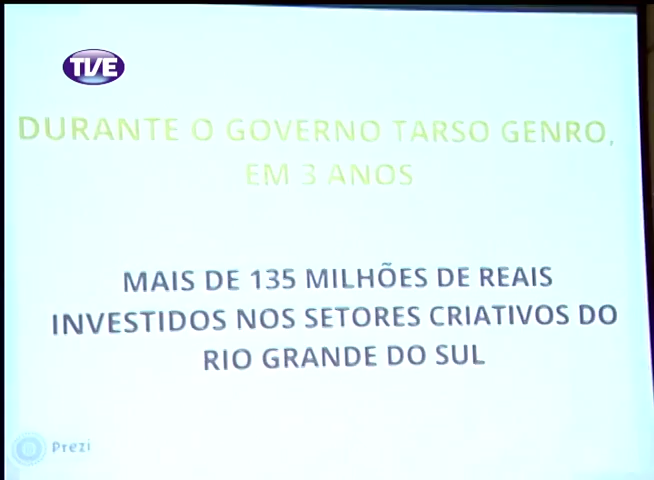 TVE
DURANTE O GOVERNO TARSO GENRO,
EM 3 ANOS
MAIS DE 135 MILHÕES DE REAIS
INVESTIDOS NOS SETORES CRIATIVOS DO
RIO GRANDE DO SUL
Prezi